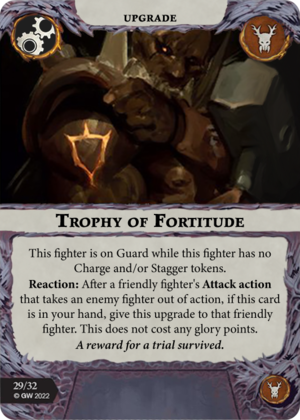 UPGRADE
TROPHY OF FORTITUDE
This fighter is on Guard while this fighter has no
Charge and/or Stagger tokens.
Reaction: After a friendly fighter's Attack action
that takes an enemy fighter out of action, if this card
is in your hand, give this upgrade to that friendly
fighter. This does not cost any glory points.
A reward for a trial survived.
29/32
© GW 2022